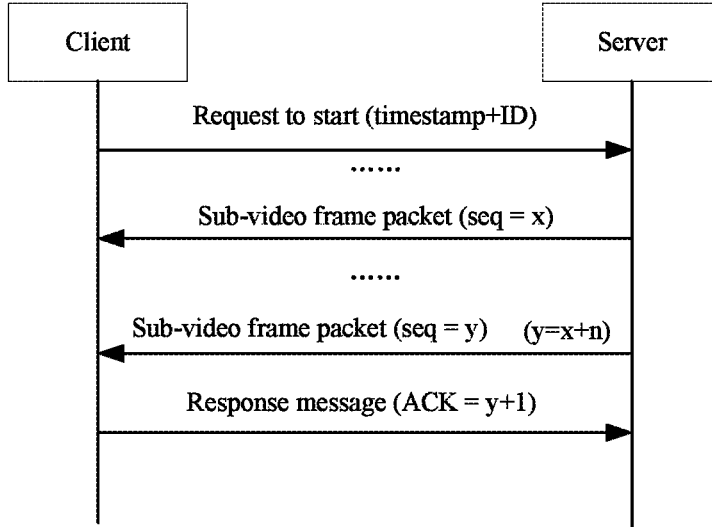 Client
Server
Request to start (timestamp+ID)
......
Sub-video frame packet (seq = x)
......
Sub-video frame packet (seq = y) (y=x+n)
Response message (ACK = y+1)